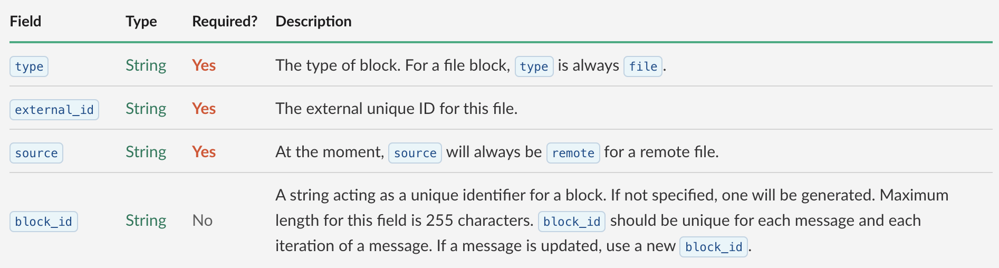 Field Type Required? Description
type String Yes The type of block. For a file block, type is always file.
external_id String Yes The external unique ID for this file.
source String Yes At the moment, source will always be remote for a remote file.
A string acting as a unique identifier for a block. If not specified, one will be generated. Maximum
block_id String No length for this field is 255 characters. block_id should be unique for each message and each
iteration of a message. If a message is updated, use a new block_id.